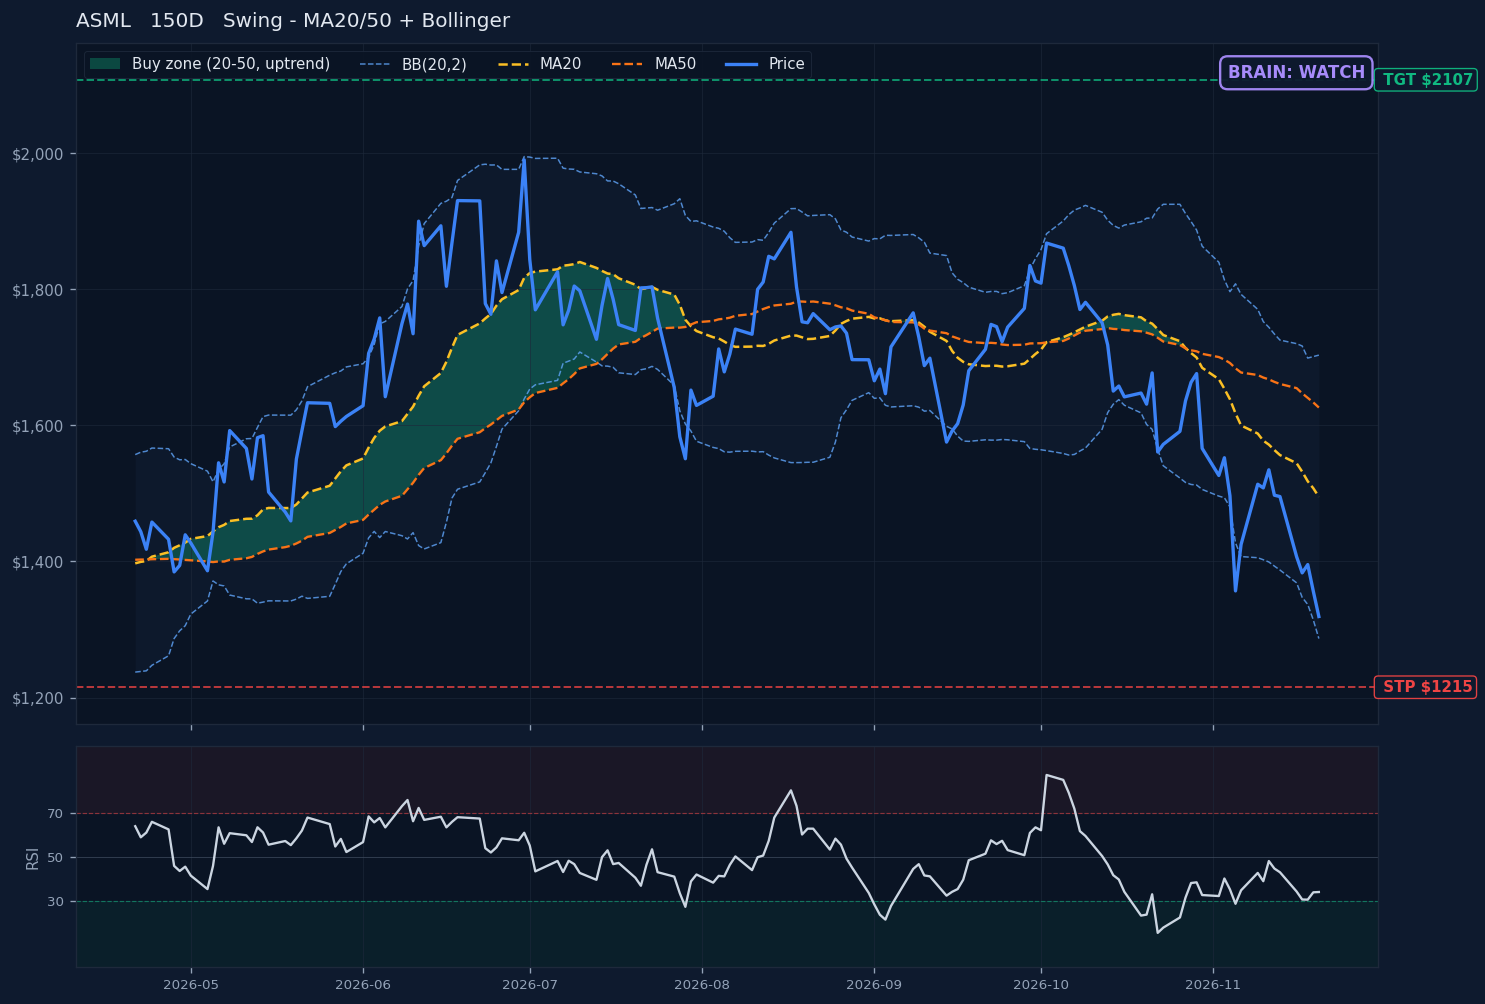 ASML   150D   Swing - MA20/50 + Bollinger
Buy zone (20-50, uptrend)   BB(20,2)   MA20   MA50   Price
BRAIN: WATCH
TGT $2107
$2,000
$1,800
$1,600
$1,400
$1,200
STP $1215
RSI
70
50
30
2026-05   2026-06   2026-07   2026-08   2026-09   2026-10   2026-11